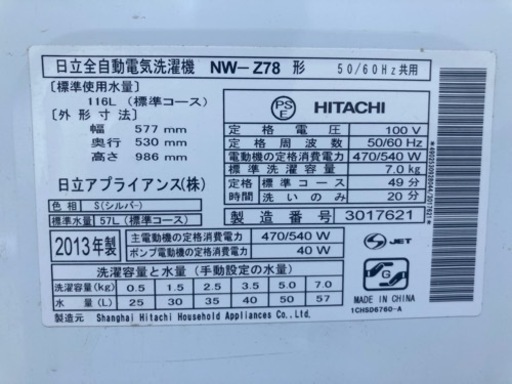 日立全自動電気洗濯機 NW-Z78 形 50/60Hz共用
〔標準使用水量〕
116L (標準コース)
〔外形寸法〕
幅 577 mm
奥行 530 mm
高さ 986 mm
日立アプライアンス(株)
色相 S(シルバー)
標準水量 57L(標準コース)
PS
E
HITACHI
定格電圧 100 V
定格周波数 50/60 Hz
電動機の定格消費電力 470/540 W
標準洗濯容量 7.0 kg
定格時間 標準コース 49分
洗いのみ 20分
製造番号 3017621
2013年製
主電動機の定格消費電力 470/540 W
ポンプ電動機の定格消費電力 40 W
S JET
G
洗濯容量と水量 (手動設定の水量)
洗濯容量(kg) 0.5 1.5 2.5 3.5 5.0 7.0
水量(L) 25 30 35 40 50 57
製造元 Shanghai Hitachi Household Appliances Co., Ltd.
MADE IN CHINA
1CHSD6760-A